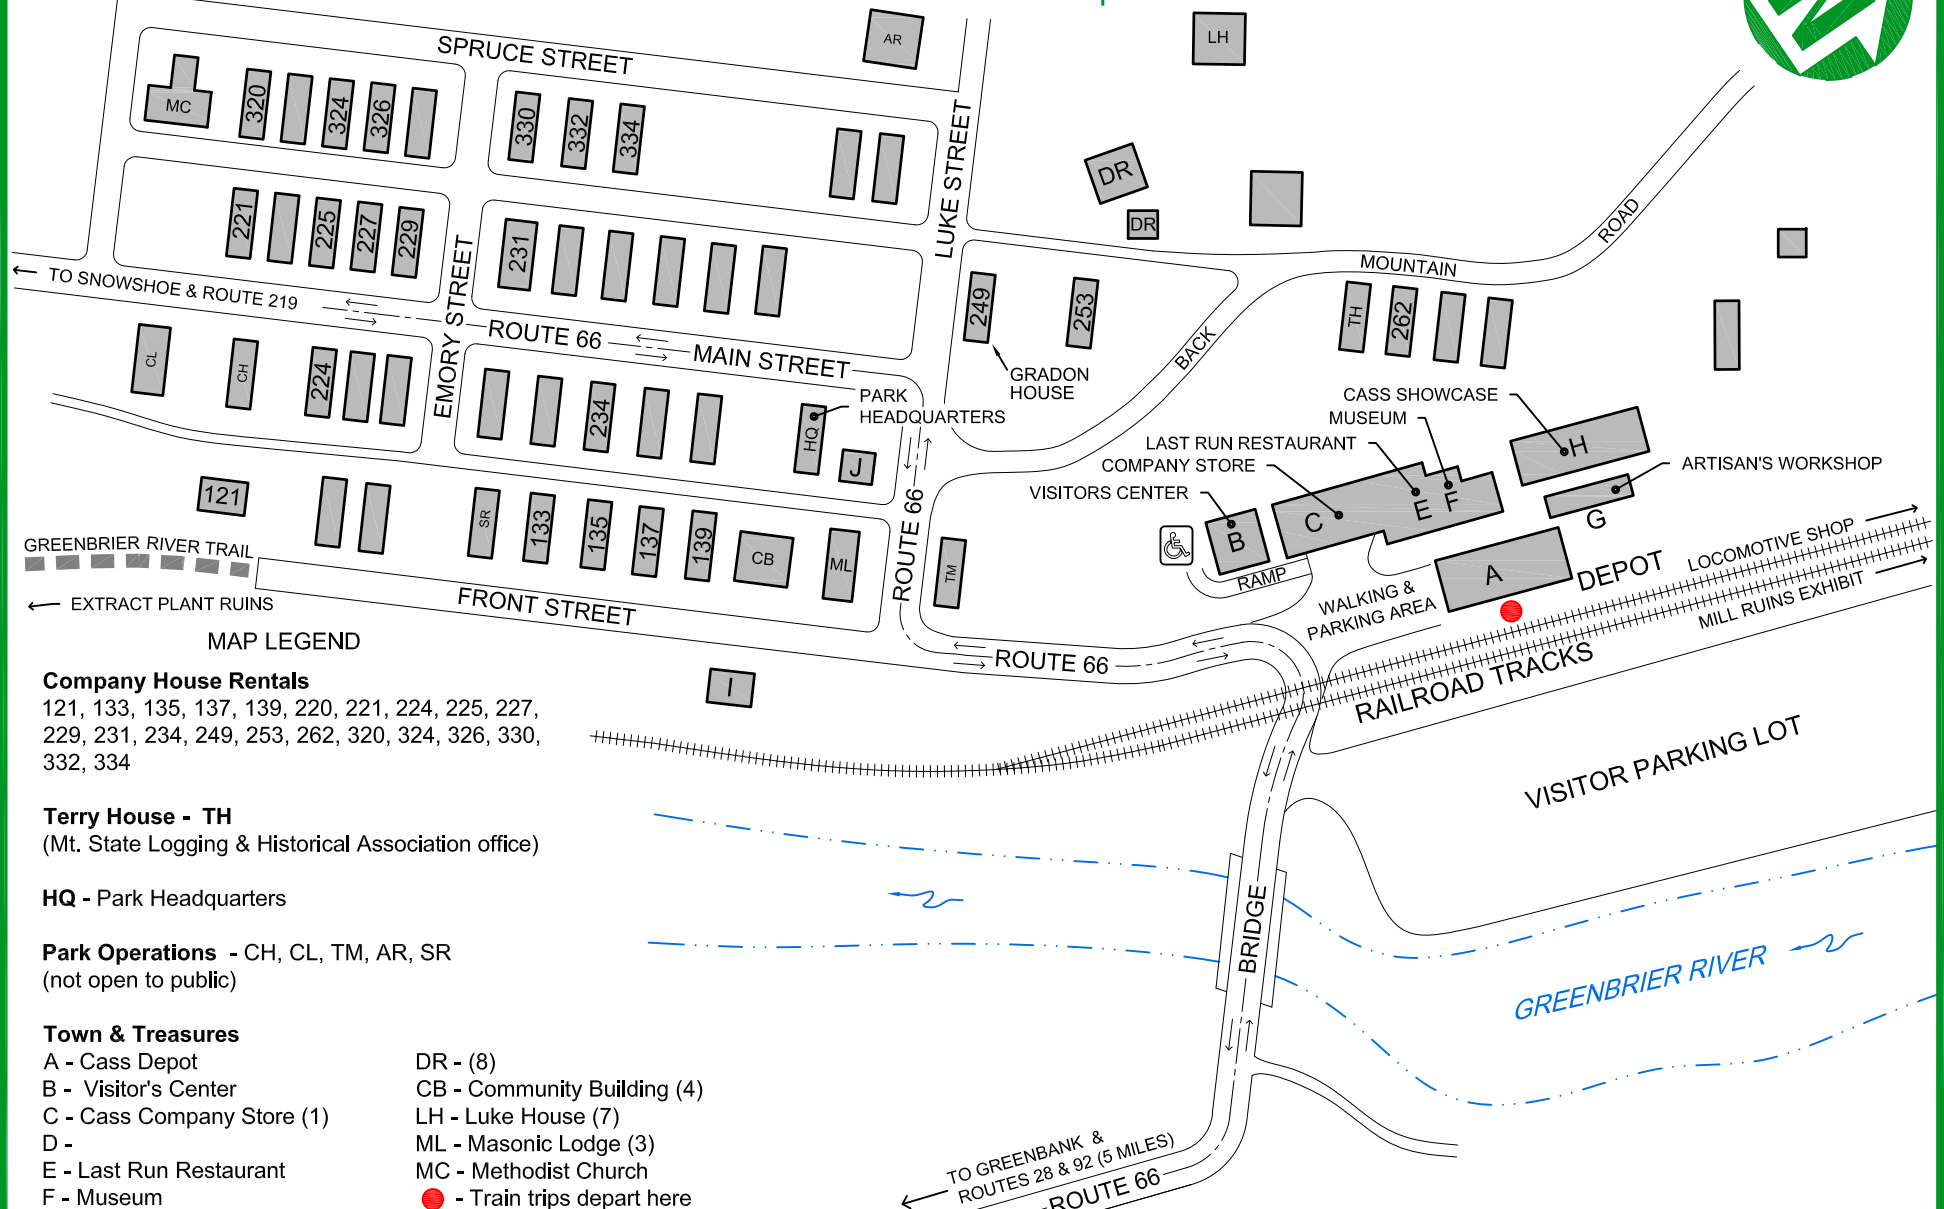 AR
LH
SPRUCE STREET
MC
320
324
326
330
332
334
LUKE STREET
DR
DR
ROAD
MOUNTAIN
BACK
221
225
227
229
231
EMORY STREET
249
253
TH
262
GRADON
HOUSE
TO SNOWSHOE & ROUTE 219
ROUTE 66
MAIN STREET
CL
CH
224
234
PARK
HEADQUARTERS
HQ
J
CASS SHOWCASE
MUSEUM
LAST RUN RESTAURANT
COMPANY STORE
VISITORS CENTER
H
ARTISAN'S WORKSHOP
E
F
C
B
G
A
DEPOT
RAMP
WALKING &
PARKING AREA
LOCOMOTIVE SHOP
MILL RUINS EXHIBIT
RAILROAD TRACKS
VISITOR PARKING LOT
121
SR
133
135
137
139
CB
ML
TM
ROUTE 66
GREENBRIER RIVER TRAIL
EXTRACT PLANT RUINS
FRONT STREET
ROUTE 66
I
BRIDGE
GREENBRIER RIVER
TO GREENBANK &
ROUTES 28 & 92 (5 MILES)
ROUTE 66
MAP LEGEND
Company House Rentals
121, 133, 135, 137, 139, 220, 221, 224, 225, 227,
229, 231, 234, 249, 253, 262, 320, 324, 326, 330,
332, 334
Terry House - TH
(Mt. State Logging & Historical Association office)
HQ - Park Headquarters
Park Operations - CH, CL, TM, AR, SR
(not open to public)
Town & Treasures
A - Cass Depot
B - Visitor's Center
C - Cass Company Store (1)
D -
E - Last Run Restaurant
F - Museum
DR - (8)
CB - Community Building (4)
LH - Luke House (7)
ML - Masonic Lodge (3)
MC - Methodist Church
- Train trips depart here